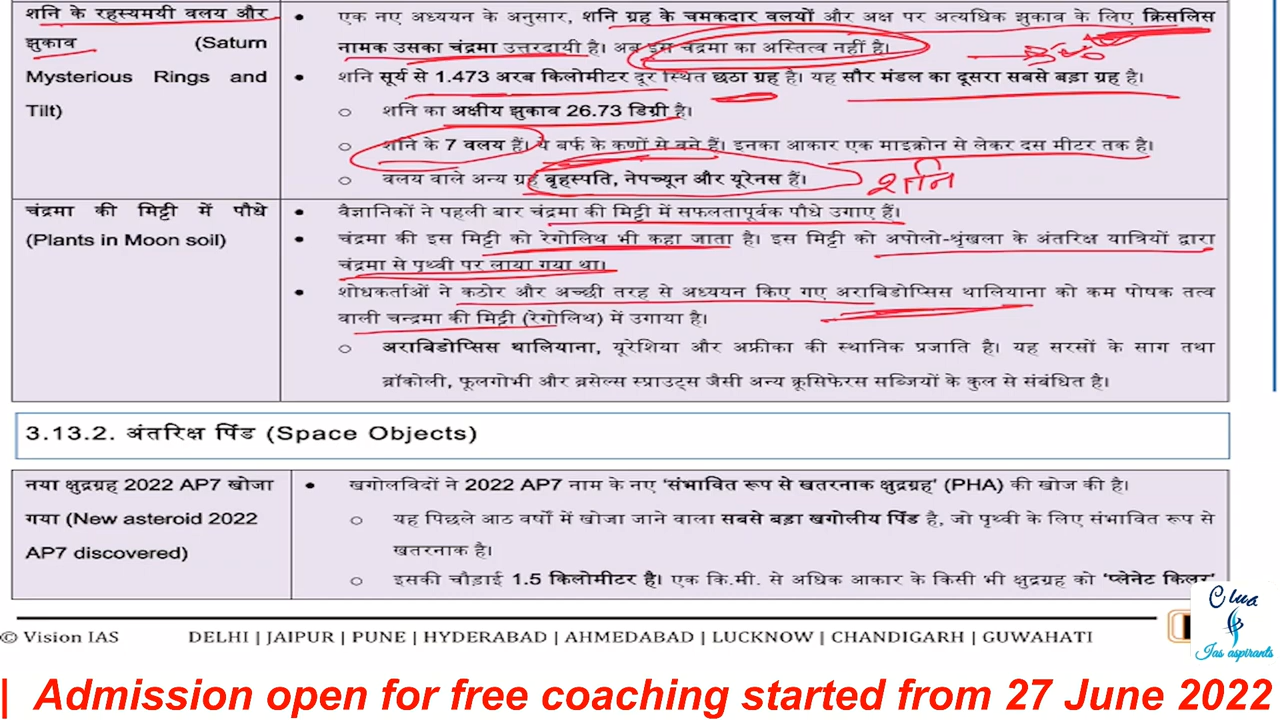 शनि के रहस्यमयी वलय और
झुकाव (Saturn
Mysterious Rings and
Tilt)
एक नए अध्ययन के अनुसार, शनि ग्रह के चमकदार वलयों और अक्ष पर अत्यधिक झुकाव के लिए क्रिसलिस
नामक उसका चंद्रमा उत्तरदायी है। अब इस चंद्रमा का अस्तित्व नहीं है।
शनि सूर्य से 1.473 अरब किलोमीटर दूर स्थित छठा ग्रह है। यह सौर मंडल का दूसरा सबसे बड़ा ग्रह है।
शनि का अक्षीय झुकाव 26.73 डिग्री है।
शनि के 7 वलय हैं। ये बर्फ के कणों से बने हैं। इनका आकार एक माइक्रोन से लेकर दस मीटर तक है।
वलय वाले अन्य ग्रह बृहस्पति, नेपच्यून और यूरेनस हैं।
शनि
चंद्रमा की मिट्टी में पौधे
(Plants in Moon soil)
वैज्ञानिकों ने पहली बार चंद्रमा की मिट्टी में सफलतापूर्वक पौधे उगाए हैं।
चंद्रमा की इस मिट्टी को रेगोलिथ भी कहा जाता है। इस मिट्टी को अपोलो-श्रृंखला के अंतरिक्ष यात्रियों द्वारा
चंद्रमा से पृथ्वी पर लाया गया था।
शोधकर्ताओं ने कठोर और अच्छी तरह से अध्ययन किए गए अराबिडोप्सिस थालियाना को कम पोषक तत्व
वाली चन्द्रमा की मिट्टी (रेगोलिथ) में उगाया है।
अराबिडोप्सिस थालियाना, यूरेशिया और अफ्रीका की स्थानिक प्रजाति है। यह सरसों के साग तथा
ब्रॉकोली, फूलगोभी और ब्रसेल्स स्प्राउट्स जैसी अन्य क्रूसिफेरस सब्जियों के कुल से संबंधित है।
3.13.2. अंतरिक्ष पिंड (Space Objects)
नया क्षुद्रग्रह 2022 AP7 खोजा
गया (New asteroid 2022
AP7 discovered)
खगोलविदों ने 2022 AP7 नाम के नए 'संभावित रूप से खतरनाक क्षुद्रग्रह' (PHA) की खोज की है।
यह पिछले आठ वर्षों में खोजा जाने वाला सबसे बड़ा खगोलीय पिंड है, जो पृथ्वी के लिए संभावित रूप से
खतरनाक है।
इसकी चौड़ाई 1.5 किलोमीटर है। एक कि.मी. से अधिक आकार के किसी भी क्षुद्रग्रह को 'प्लेनेट किलर'
© Vision IAS DELHI | JAIPUR | PUNE | HYDERABAD | AHMEDABAD | LUCKNOW | CHANDIGARH | GUWAHATI
Ias aspirants
| Admission open for free coaching started from 27 June 2022